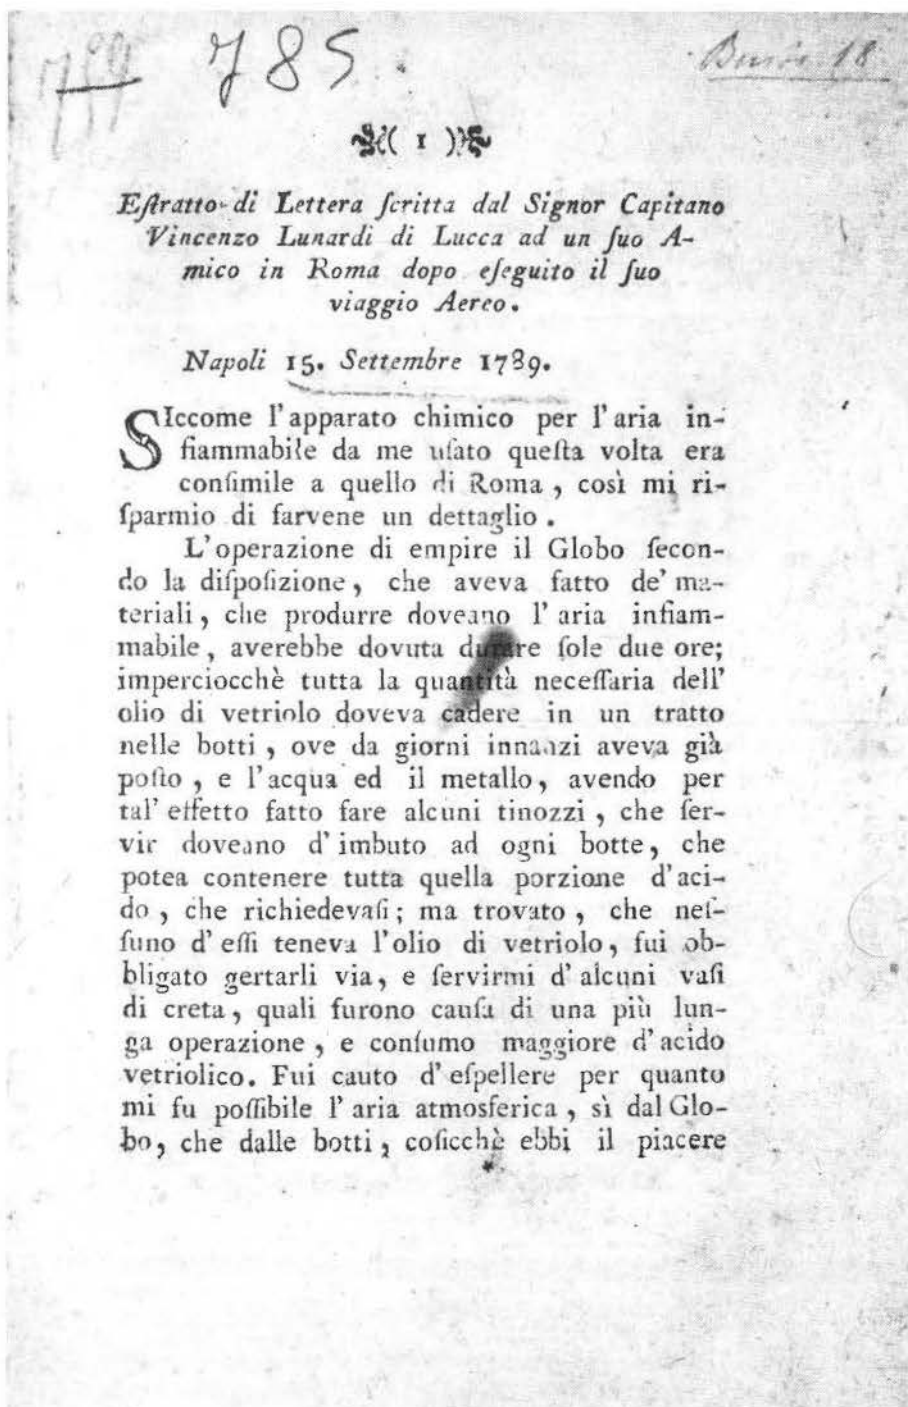 785.
( 1 )
Eſtratto di Lettera ſcritta dal Signor Capitano
Vincenzo Lunardi di Lucca ad un ſuo A-
mico in Roma dopo eſeguito il ſuo
viaggio Aereo.
Napoli 15. Settembre 1789.
SIccome l'apparato chimico per l'aria in-
fiammabile da me uſato queſta volta era
conſimile a quello di Roma, così mi ri-
ſparmio di farvene un dettaglio.
L'operazione di empire il Globo ſecon-
do la diſpoſizione, che aveva fatto de' ma-
teriali, che produrre doveano l'aria infiam-
mabile, averebbe dovuta durare ſole due ore;
imperciocchè tutta la quantità neceſſaria dell'
olio di vetriolo doveva cadere in un tratto
nelle botti, ove da giorni innanzi aveva già
poſto, e l'acqua ed il metallo, avendo per
tal' effetto fatto fare alcuni tinozzi, che ſer-
vir doveano d'imbuto ad ogni botte, che
potea contenere tutta quella porzione d'aci-
do, che richiedevaſi; ma trovato, che neſ-
ſuno d'eſſi teneva l'olio di vetriolo, fui ob-
bligato gertarli via, e ſervirmi d'alcuni vaſi
di creta, quali furono cauſa di una più lun-
ga operazione, e conſumo maggiore d'acido
vetriolico. Fui cauto d'eſpellere per quanto
mi fu poſſibile l'aria atmosferica, sì dal Glo-
bo, che dalle botti, coſicchè ebbi il piacere